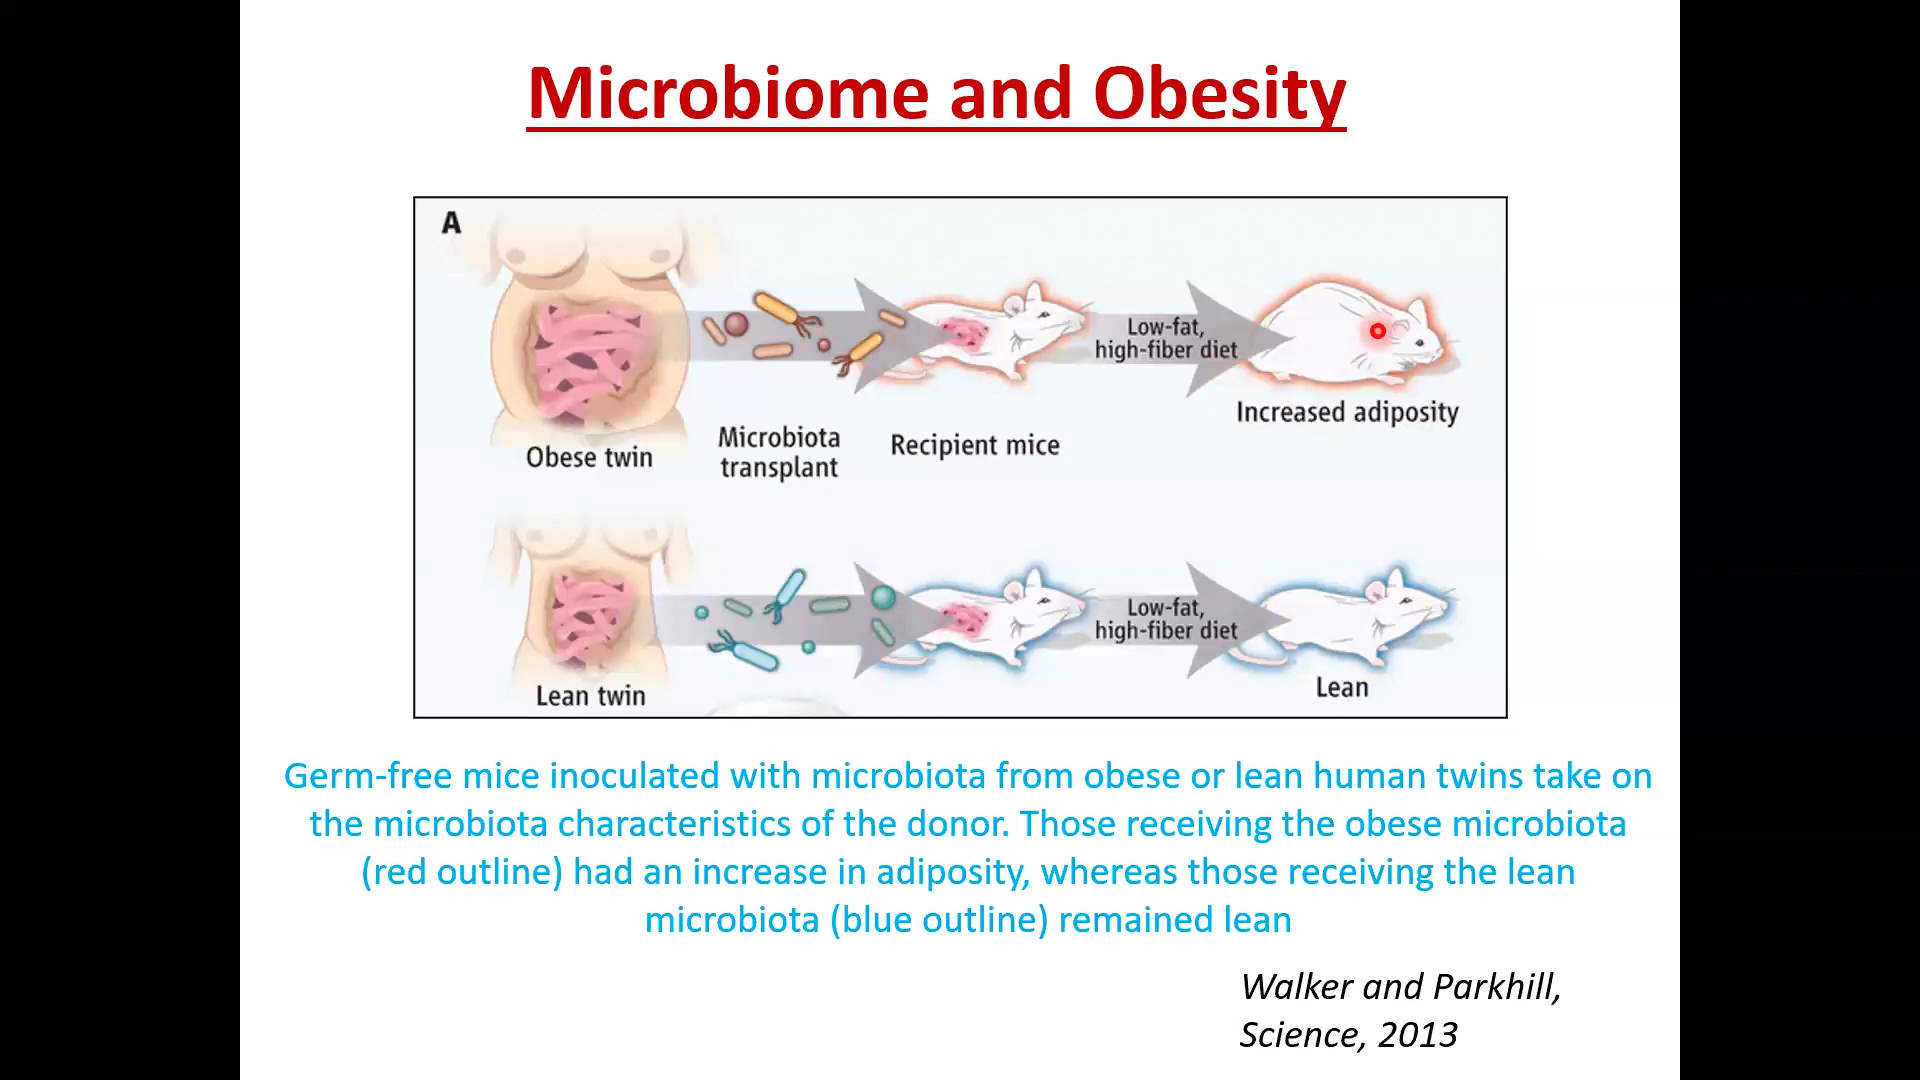 Microbiome and Obesity
A
Low-fat,
high-fiber diet
Increased adiposity
Obese twin
Microbiota
transplant
Recipient mice
Low-fat,
high-fiber diet
Lean twin
Lean
Germ-free mice inoculated with microbiota from obese or lean human twins take on
the microbiota characteristics of the donor. Those receiving the obese microbiota
(red outline) had an increase in adiposity, whereas those receiving the lean
microbiota (blue outline) remained lean
Walker and Parkhill,
Science, 2013